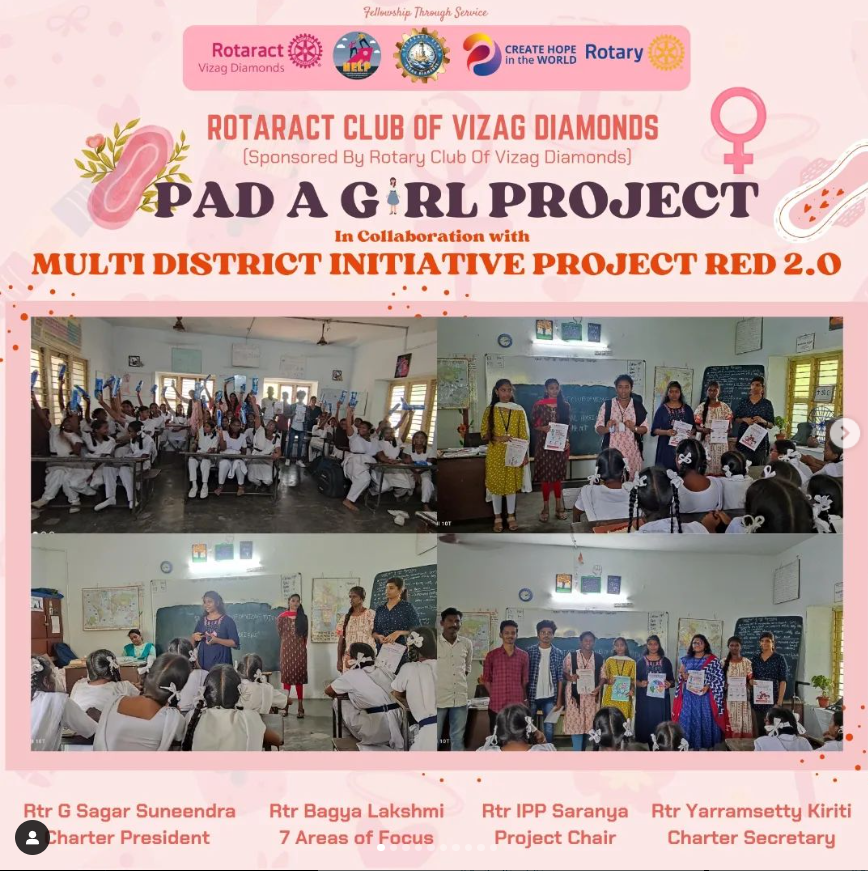 Fellowship Through Service
Rotaract
Vizag Diamonds
HELP
CREATE HOPE
in the WORLD
Rotary
ROTARACT CLUB OF VIZAG DIAMONDS
(Sponsored By Rotary Club Of Vizag Diamonds)
PAD A GIRL PROJECT
In Collaboration with
MULTI DISTRICT INITIATIVE PROJECT RED 2.0
Rtr G Sagar Suneendra
Charter President
Rtr Bagya Lakshmi
7 Areas of Focus
Rtr IPP Saranya
Project Chair
Rtr Yarramsetty Kiriti
Charter Secretary